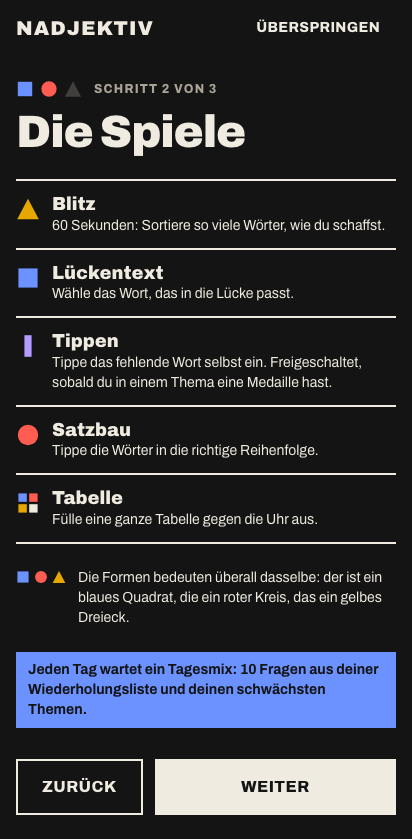 NADJEKTIV
ÜBERSPRINGEN
SCHRITT 2 VON 3
Die Spiele
Blitz
60 Sekunden: Sortiere so viele Wörter, wie du schaffst.
Lückentext
Wähle das Wort, das in die Lücke passt.
Tippen
Tippe das fehlende Wort selbst ein. Freigeschaltet,
sobald du in einem Thema eine Medaille hast.
Satzbau
Tippe die Wörter in die richtige Reihenfolge.
Tabelle
Fülle eine ganze Tabelle gegen die Uhr aus.
Die Formen bedeuten überall dasselbe: der ist ein
blaues Quadrat, die ein roter Kreis, das ein gelbes
Dreieck.
Jeden Tag wartet ein Tagesmix: 10 Fragen aus deiner
Wiederholungsliste und deinen schwächsten
Themen.
ZURÜCK
WEITER